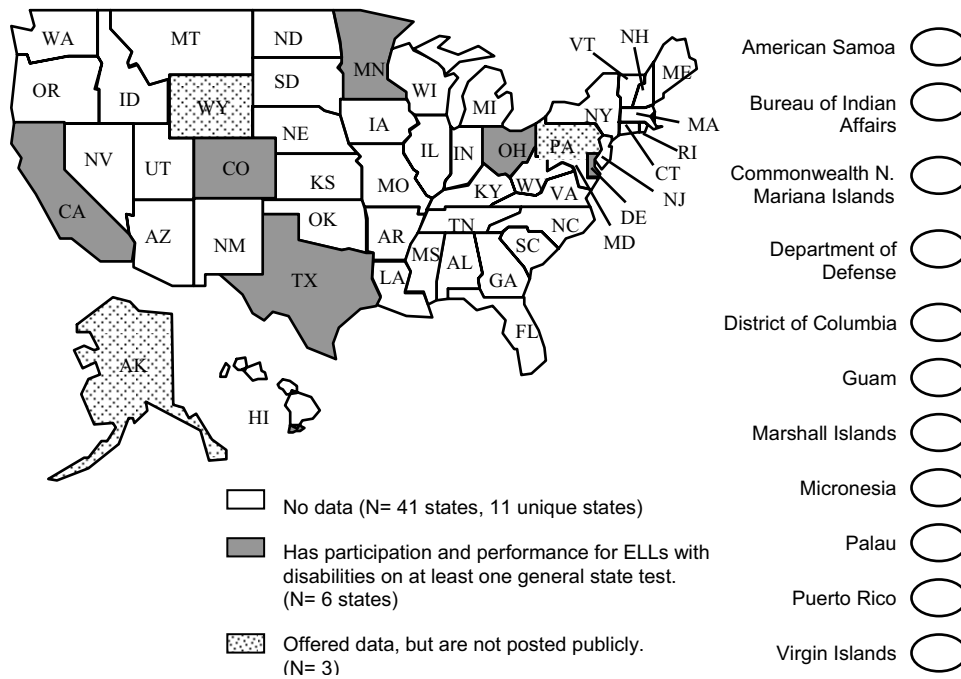 WA
MT
ND
MN
VT
NH
ME
OR
ID
WY
SD
WI
MI
NY
MA
NV
UT
CO
NE
IA
IL
IN
OH
PA
RI
CT
NJ
CA
AZ
NM
KS
OK
MO
KY
WV
VA
DE
MD
TX
AR
LA
MS
TN
AL
GA
SC
NC
FL
AK
HI
American Samoa
Bureau of Indian
Affairs
Commonwealth N.
Mariana Islands
Department of
Defense
District of Columbia
Guam
Marshall Islands
Micronesia
Palau
Puerto Rico
Virgin Islands
No data (N= 41 states, 11 unique states)
Has participation and performance for ELLs with
disabilities on at least one general state test.
(N= 6 states)
Offered data, but are not posted publicly.
(N= 3)